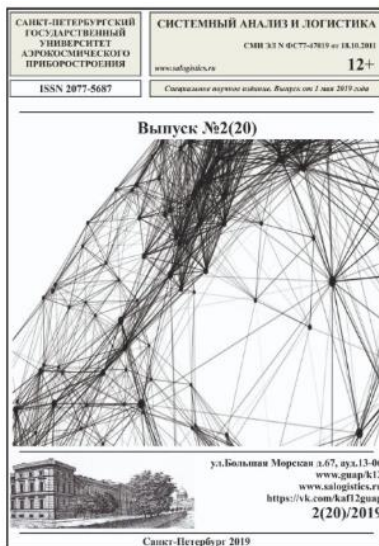 САНКТ-ПЕТЕРБУРГСКИЙ
ГОСУДАРСТВЕННЫЙ
УНИВЕРСИТЕТ
АЭРОКОСМИЧЕСКОГО
ПРИБОРОСТРОЕНИЯ
СИСТЕМНЫЙ АНАЛИЗ И ЛОГИСТИКА
СМИ ЭЛ N ФС77-47019 от 18.10.2011
www.salogistics.ru
12+
ISSN 2077-5687
Специальное научное издание. Выпуск от 1 мая 2019 года
Выпуск №2(20)
ул.Большая Морская д.67, ауд.13-0
www.guap/k1
www.salogistics.ru
https://vk.com/kaf12guap
2(20)/2019
Санкт-Петербург 2019